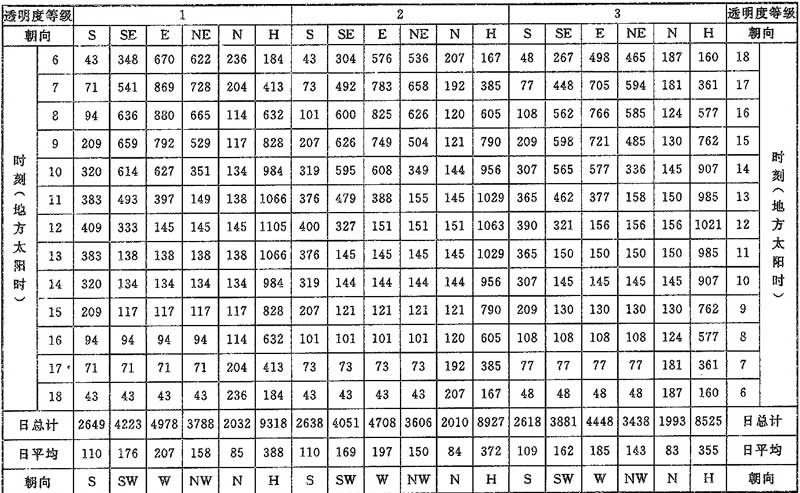 透明度等级 1 2 3 透明度等级
朝向 S SE E NE N H S SE E NE N H S SE E NE N H 朝向
时刻(地方太阳时) 时刻(地方太阳时)
6 43 348 670 622 236 184 43 304 576 536 207 167 48 267 498 465 187 160 18
7 71 541 869 728 204 413 73 492 783 658 192 385 77 448 705 594 181 361 17
8 94 636 880 665 114 632 101 600 825 626 120 605 108 562 766 585 124 577 16
9 209 659 792 529 117 828 207 626 749 504 121 790 209 598 721 485 130 762 15
10 320 614 627 351 134 984 319 595 608 349 144 956 307 565 577 336 145 907 14
11 383 493 397 149 138 1066 376 479 388 155 145 1029 365 462 377 158 150 985 13
12 409 333 145 145 145 1105 400 327 151 151 151 1063 390 321 156 156 156 1021 12
13 383 138 138 138 138 1066 376 145 145 145 145 1029 365 150 150 150 150 985 11
14 320 134 134 134 134 984 319 144 144 144 144 956 307 145 145 145 145 907 10
15 209 117 117 117 117 828 207 121 121 121 121 790 209 130 130 130 130 762 9
16 94 94 94 94 114 632 101 101 101 101 120 605 108 108 108 108 124 577 8
17 71 71 71 71 204 413 73 73 73 73 192 385 77 77 77 77 181 361 7
18 43 43 43 43 236 184 43 43 43 43 207 167 48 48 48 48 187 160 6
日总计 2649 4223 4978 3788 2032 9318 2638 4051 4708 3606 2010 8927 2618 3881 4448 3438 1993 8525 日总计
日平均 110 176 207 158 85 388 110 169 197 150 84 372 109 162 185 143 83 355 日平均
朝向 S SW W NW N H S SW W NW N H S SW W NW N H 朝向